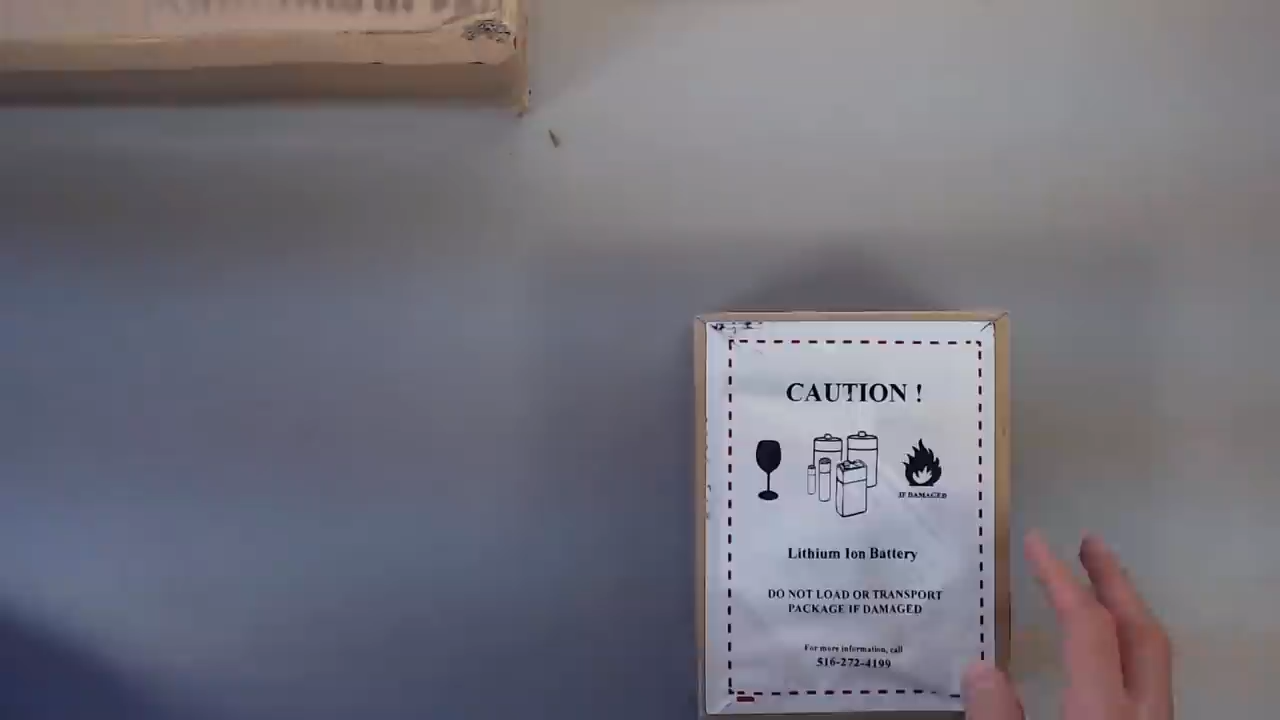 CAUTION !
IF DAMAGED
Lithium Ion Battery
DO NOT LOAD OR TRANSPORT
PACKAGE IF DAMAGED
For more information, call
516-272-4199